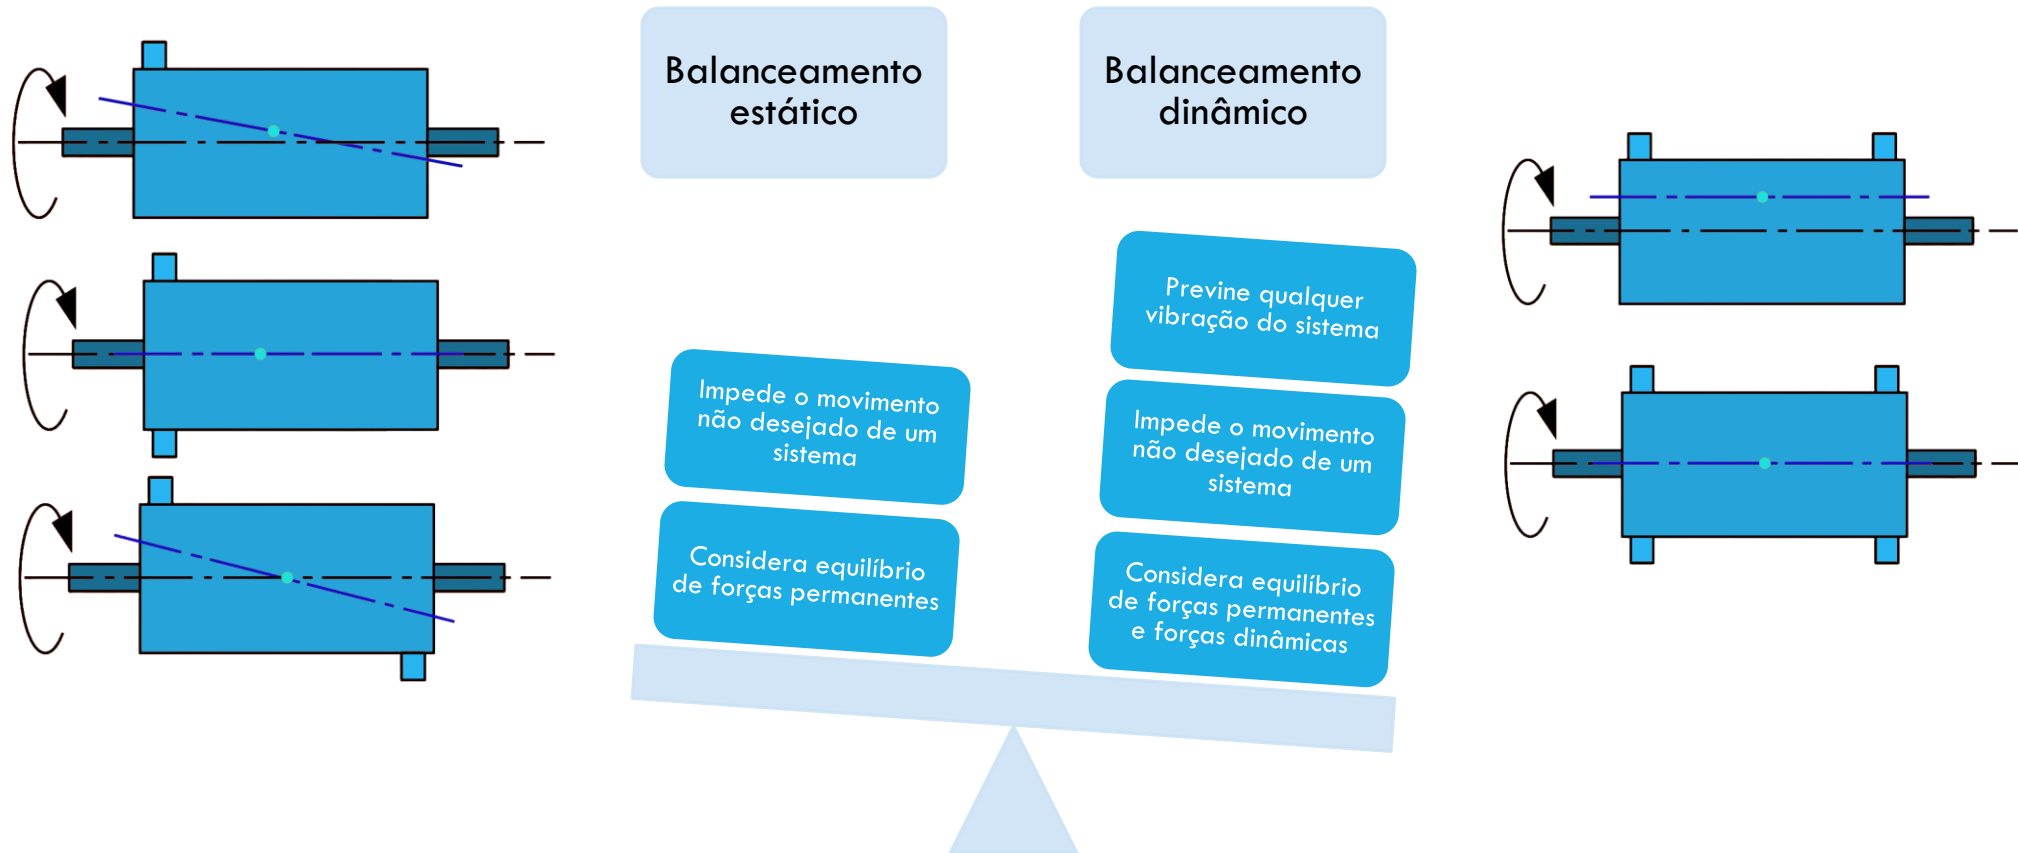 Balanceamento
estático
Balanceamento
dinâmico
Impede o movimento
não desejado de um
sistema
Considera equilíbrio
de forças permanentes
Previne qualquer
vibração do sistema
Impede o movimento
não desejado de um
sistema
Considera equilíbrio
de forças permanentes
e forças dinâmicas